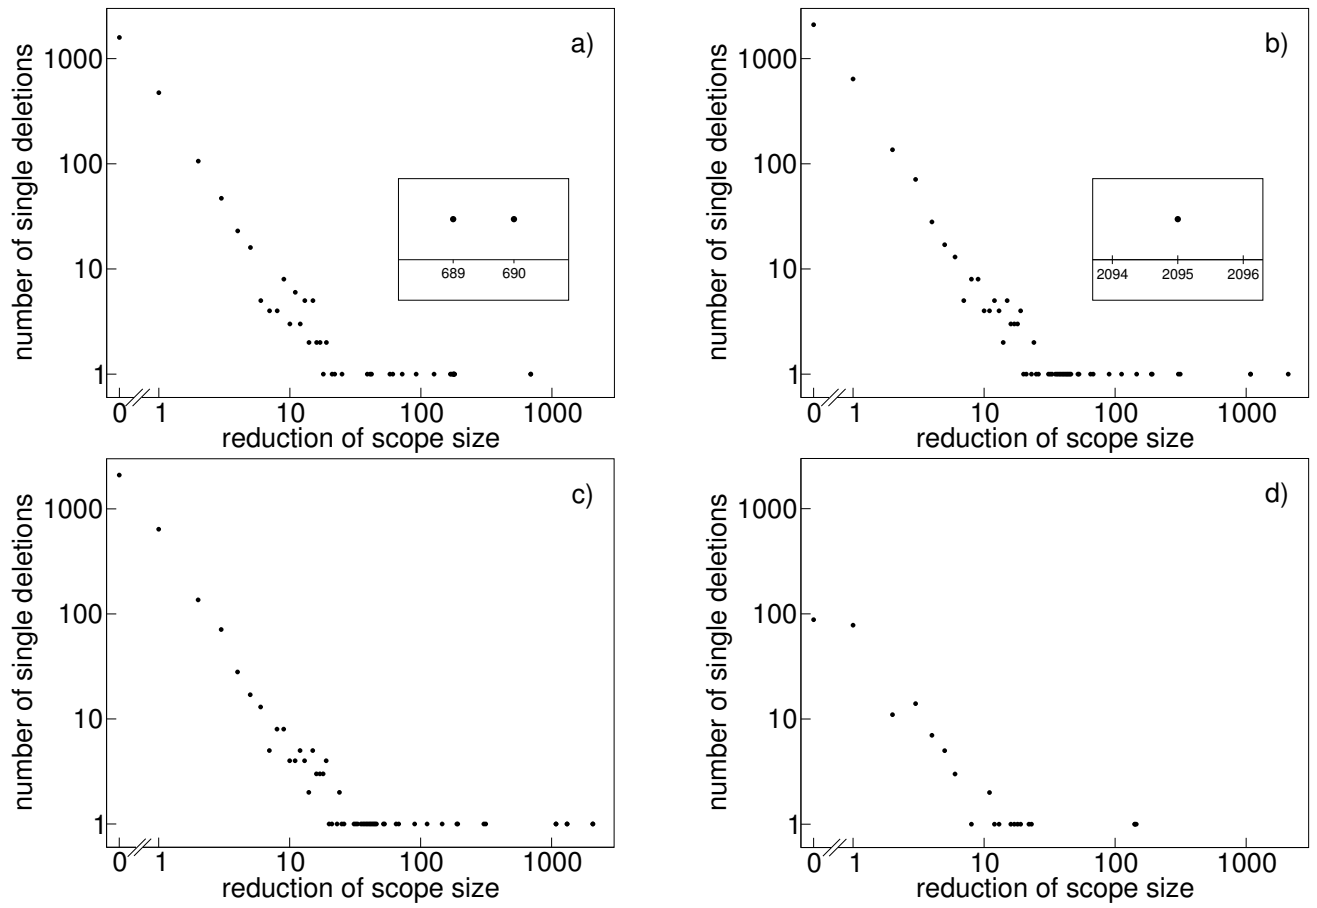 a)
number of single deletions
1000
100
10
1
689 690
0 1 10 100 1000
reduction of scope size
b)
number of single deletions
1000
100
10
1
2094 2095 2096
0 1 10 100 1000
reduction of scope size
c)
number of single deletions
1000
100
10
1
0 1 10 100 1000
reduction of scope size
d)
number of single deletions
1000
100
10
1
0 1 10 100 1000
reduction of scope size